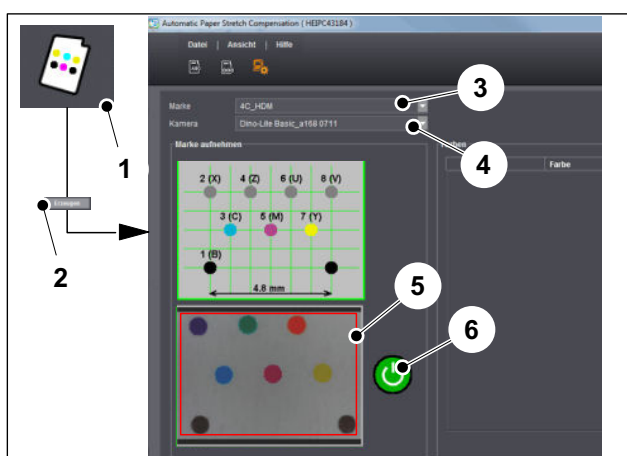 Automatic Paper Stretch Compensation ( HEIPC43184 )
Datei | Ansicht | Hilfe
Marke 4C_HDM
Kamera Dino-Lite Basic_a168 0711
Marke aufnehmen
Farben
Farbe
2 (X) 4 (Z) 6 (U) 8 (V)
3 (C) 5 (M) 7 (Y)
1 (B)
4.8 mm
Erzeugen
1
2
3
4
5
6